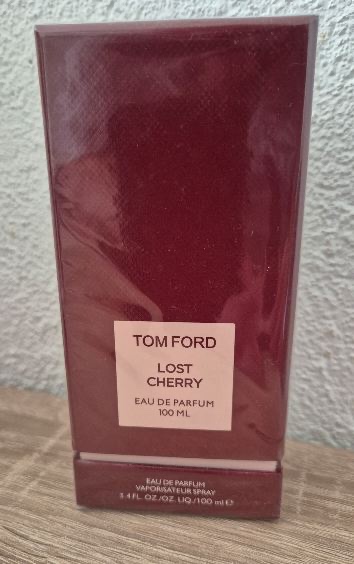 TOM FORD
LOST
CHERRY
EAU DE PARFUM
100 ML
EAU DE PARFUM
VAPORISATEUR SPRAY
3.4 FL. OZ./OZ. LIQ./100 ml ℮